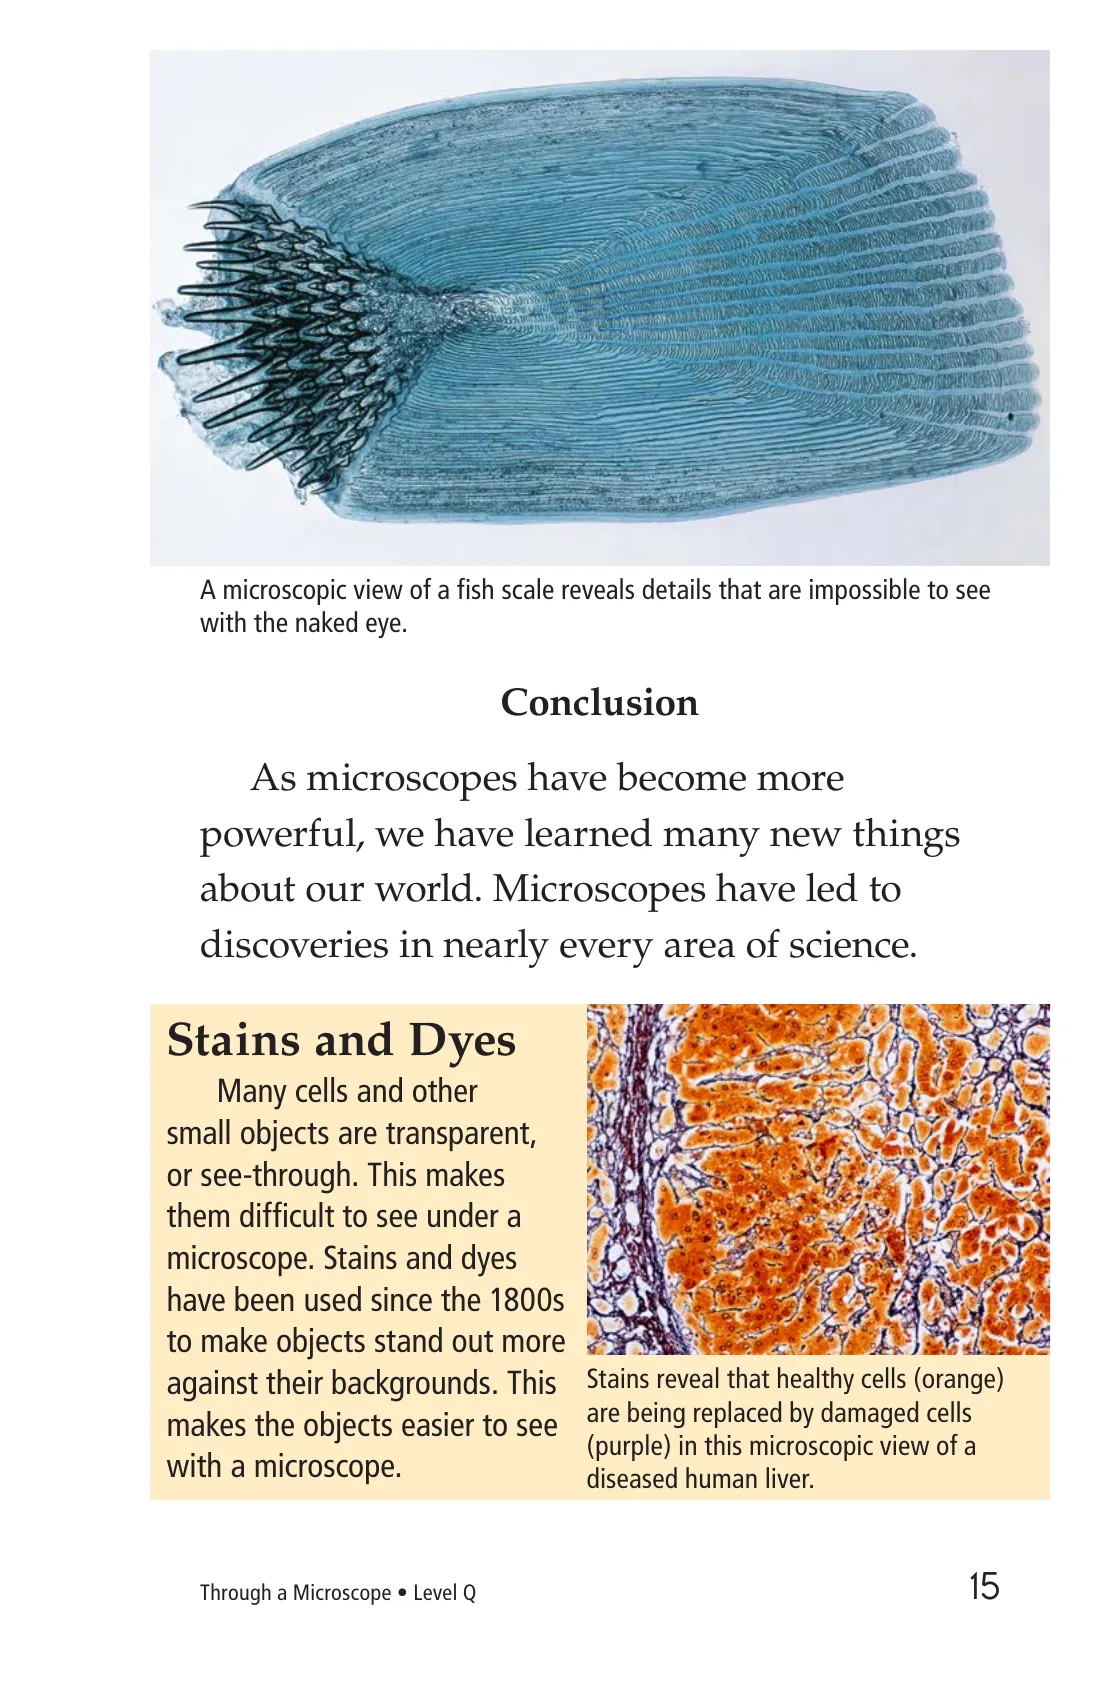 A microscopic view of a fish scale reveals details that are impossible to see
with the naked eye.
Conclusion
As microscopes have become more
powerful, we have learned many new things
about our world. Microscopes have led to
discoveries in nearly every area of science.
Stains and Dyes
Many cells and other
small objects are transparent,
or see-through. This makes
them difficult to see under a
microscope. Stains and dyes
have been used since the 1800s
to make objects stand out more
against their backgrounds. This
makes the objects easier to see
with a microscope.
Stains reveal that healthy cells (orange)
are being replaced by damaged cells
(purple) in this microscopic view of a
diseased human liver.
Through a Microscope • Level Q
15